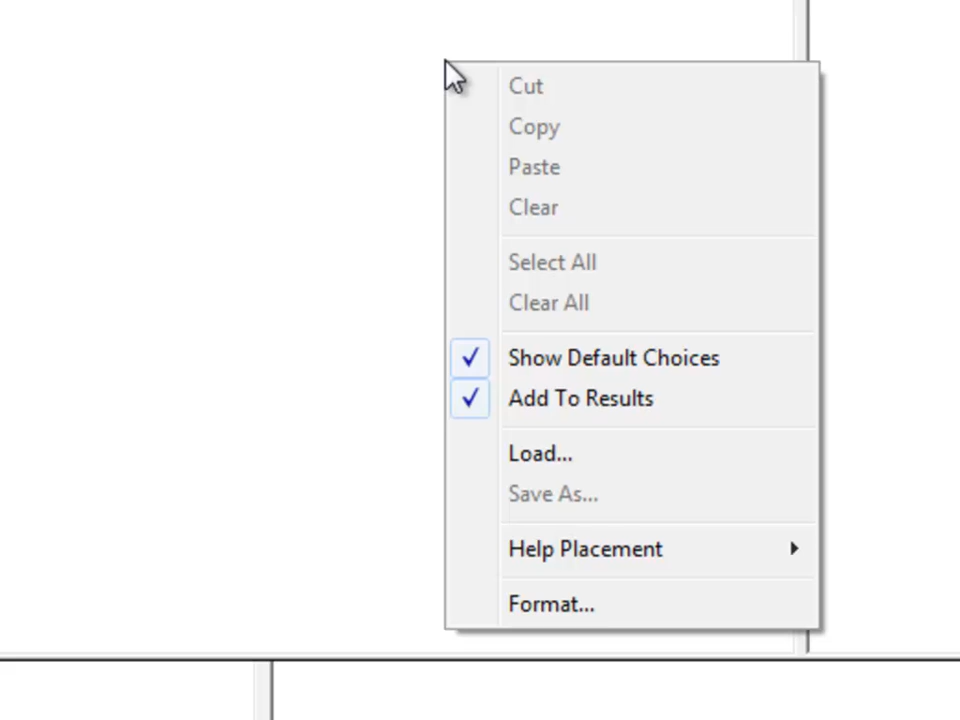 Cut
Copy
Paste
Clear
Select All
Clear All
Show Default Choices
Add To Results
Load...
Save As...
Help Placement
Format...